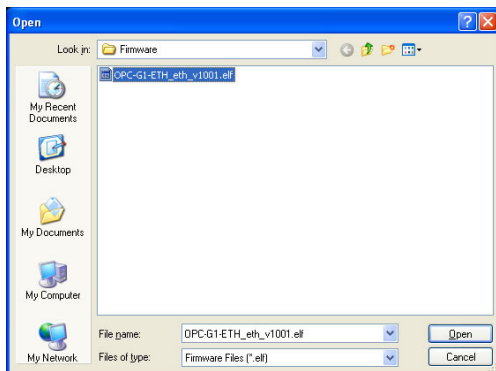 Open
Look in: Firmware
OPC-G1-ETH_eth_v1001.elf
My Recent
Documents
Desktop
My Documents
My Computer
My Network
File name: OPC-G1-ETH_eth_v1001.elf Open
Files of type: Firmware Files (*.elf) Cancel